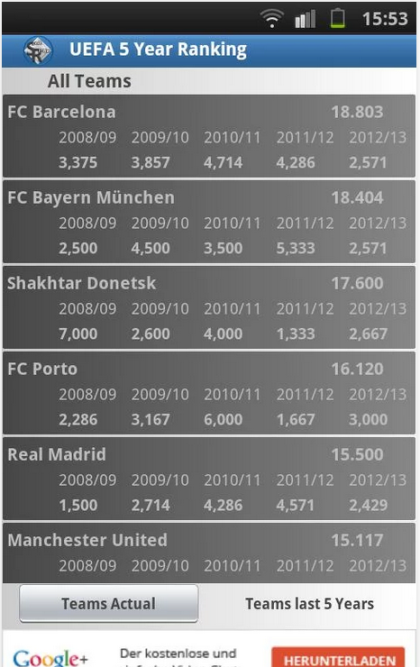 15:53
UEFA 5 Year Ranking
All Teams
FC Barcelona 18.803
2008/09 2009/10 2010/11 2011/12 2012/13
3,375 3,857 4,714 4,286 2,571
FC Bayern München 18.404
2008/09 2009/10 2010/11 2011/12 2012/13
2,500 4,500 3,500 5,333 2,571
Shakhtar Donetsk 17.600
2008/09 2009/10 2010/11 2011/12 2012/13
7,000 2,600 4,000 1,333 2,667
FC Porto 16.120
2008/09 2009/10 2010/11 2011/12 2012/13
2,286 3,167 6,000 1,667 3,000
Real Madrid 15.500
2008/09 2009/10 2010/11 2011/12 2012/13
1,500 2,714 4,286 4,571 2,429
Manchester United 15.117
2008/09 2009/10 2010/11 2011/12 2012/13
Teams Actual Teams last 5 Years
Google+ Der kostenlose und
HERUNTERLADEN